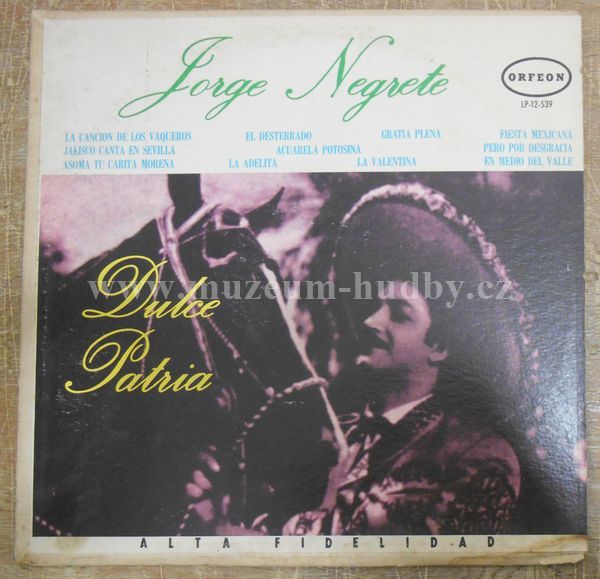 Jorge Negrete
ORFEON
LP-12-539
LA CANCION DE LOS VAQUEROS EL DESTERRADO GRATIA PLENA FIESTA MEXICANA
JALISCO CANTA EN SEVILLA ACUARELA POTOSINA PERO POR DESGRACIA
ASOMA TU CARITA MORENA LA ADELITA LA VALENTINA EN MEDIO DEL VALLE
www.muzeum-hudby.cz
Dulce
Patria
ALTA FIDELIDAD